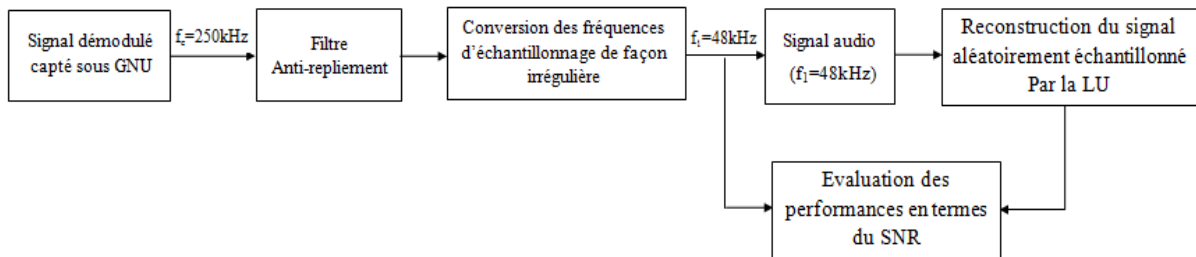 Signal démodulé
capté sous GNU
fe=250kHz
Filtre
Anti-repliement
Conversion des fréquences
d'échantillonnage de façon
irrégulière
f1=48kHz
Signal audio
(f1=48kHz)
Reconstruction du signal
aléatoirement échantillonné
Par la LU
Evaluation des
performances en termes
du SNR